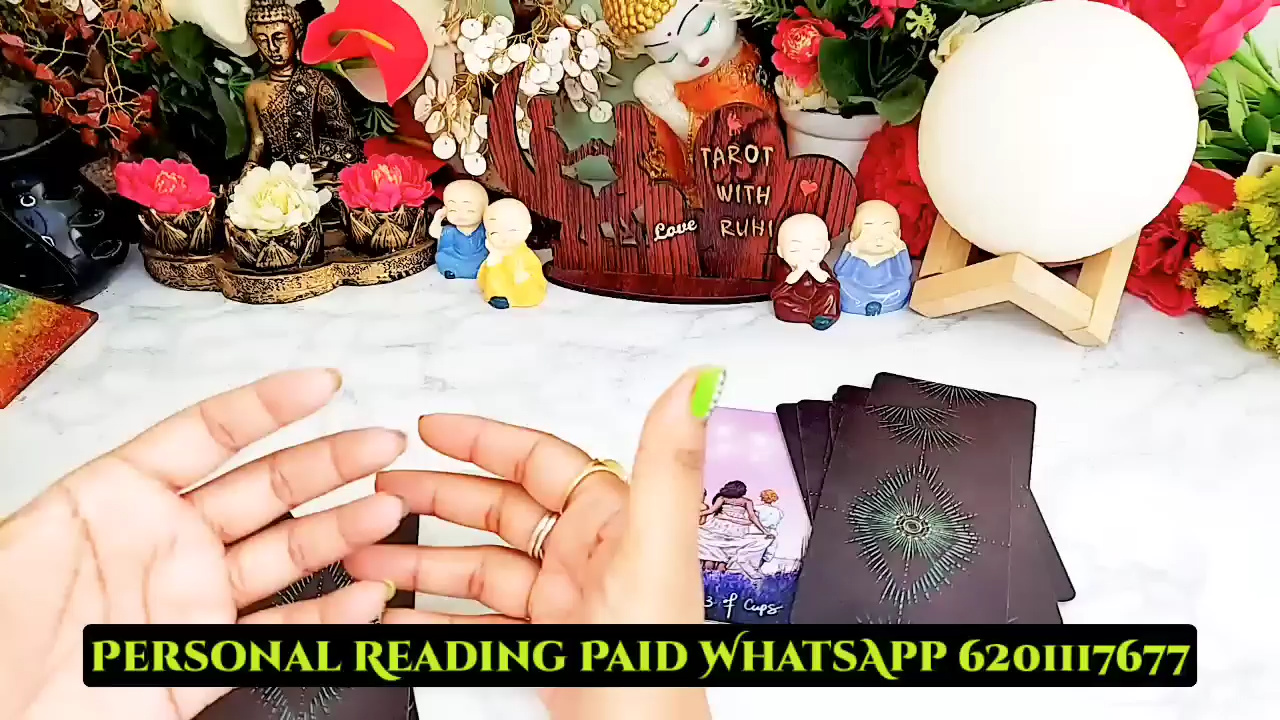 TAROT
WITH
Love RUHI
3 of Cups
PERSONAL READING PAID WHATSAPP 6201117677